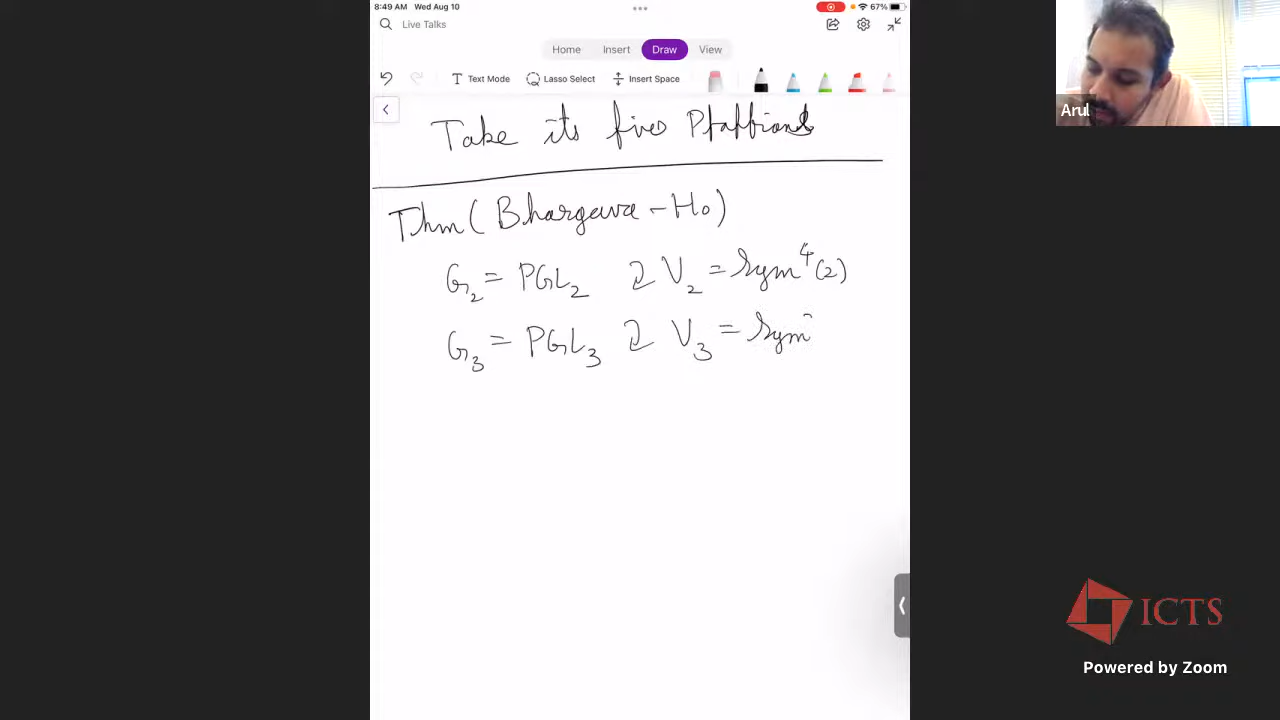 8:49 AM Wed Aug 10
67%
Live Talks
Home Insert Draw View
Text Mode Lasso Select Insert Space
Take its five Pfaffians
Thm (Bhargava - Ho)
G₂ = PGL₂ V₂ = Sym⁴(2)
G₃ = PGL₃ V₃ = Sym
Arul
ICTS
Powered by Zoom